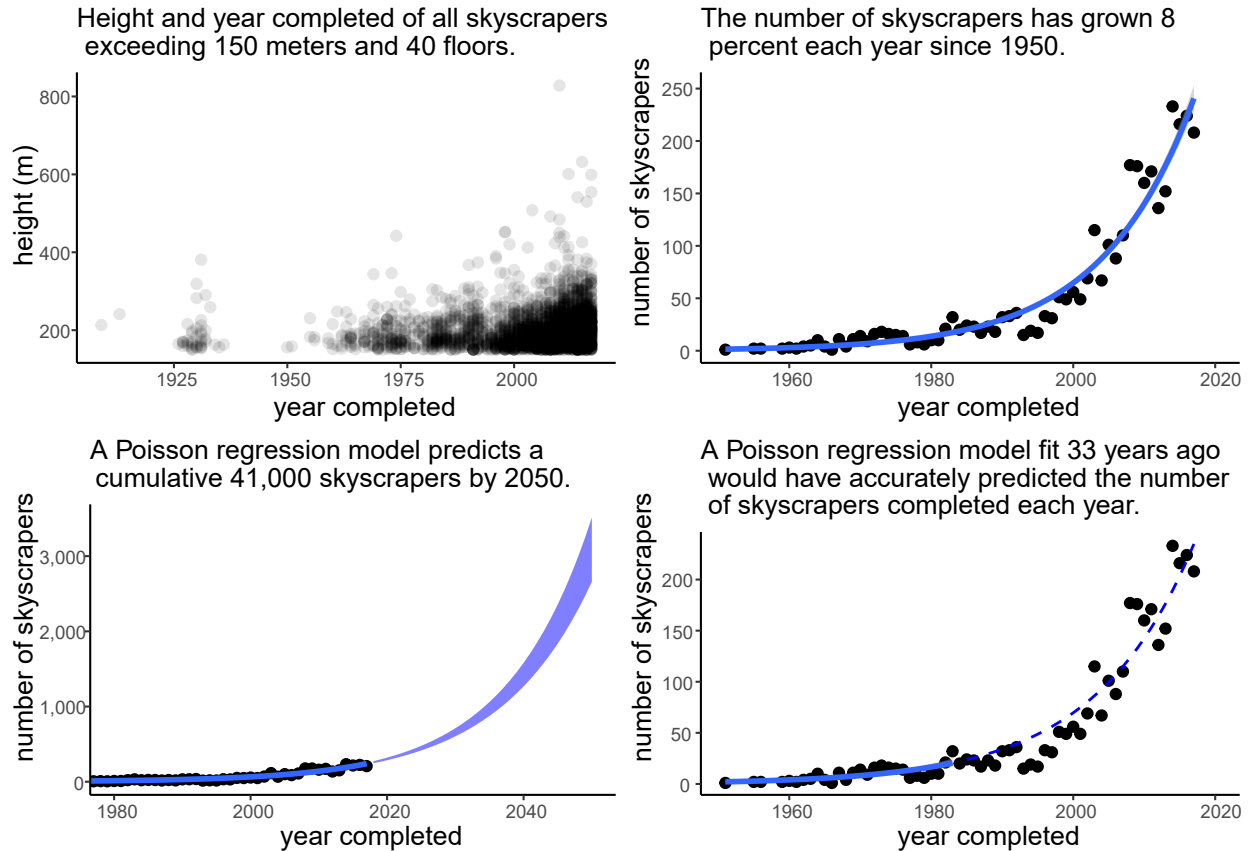 Height and year completed of all skyscrapers
exceeding 150 meters and 40 floors.
height (m)
800
600
400
200
1925
1950
1975
2000
year completed
The number of skyscrapers has grown 8
percent each year since 1950.
number of skyscrapers
250
200
150
100
50
0
1960
1980
2000
2020
year completed
A Poisson regression model predicts a
cumulative 41,000 skyscrapers by 2050.
number of skyscrapers
3,000
2,000
1,000
0
1980
2000
2020
2040
year completed
A Poisson regression model fit 33 years ago
would have accurately predicted the number
of skyscrapers completed each year.
number of skyscrapers
200
150
100
50
0
1960
1980
2000
2020
year completed